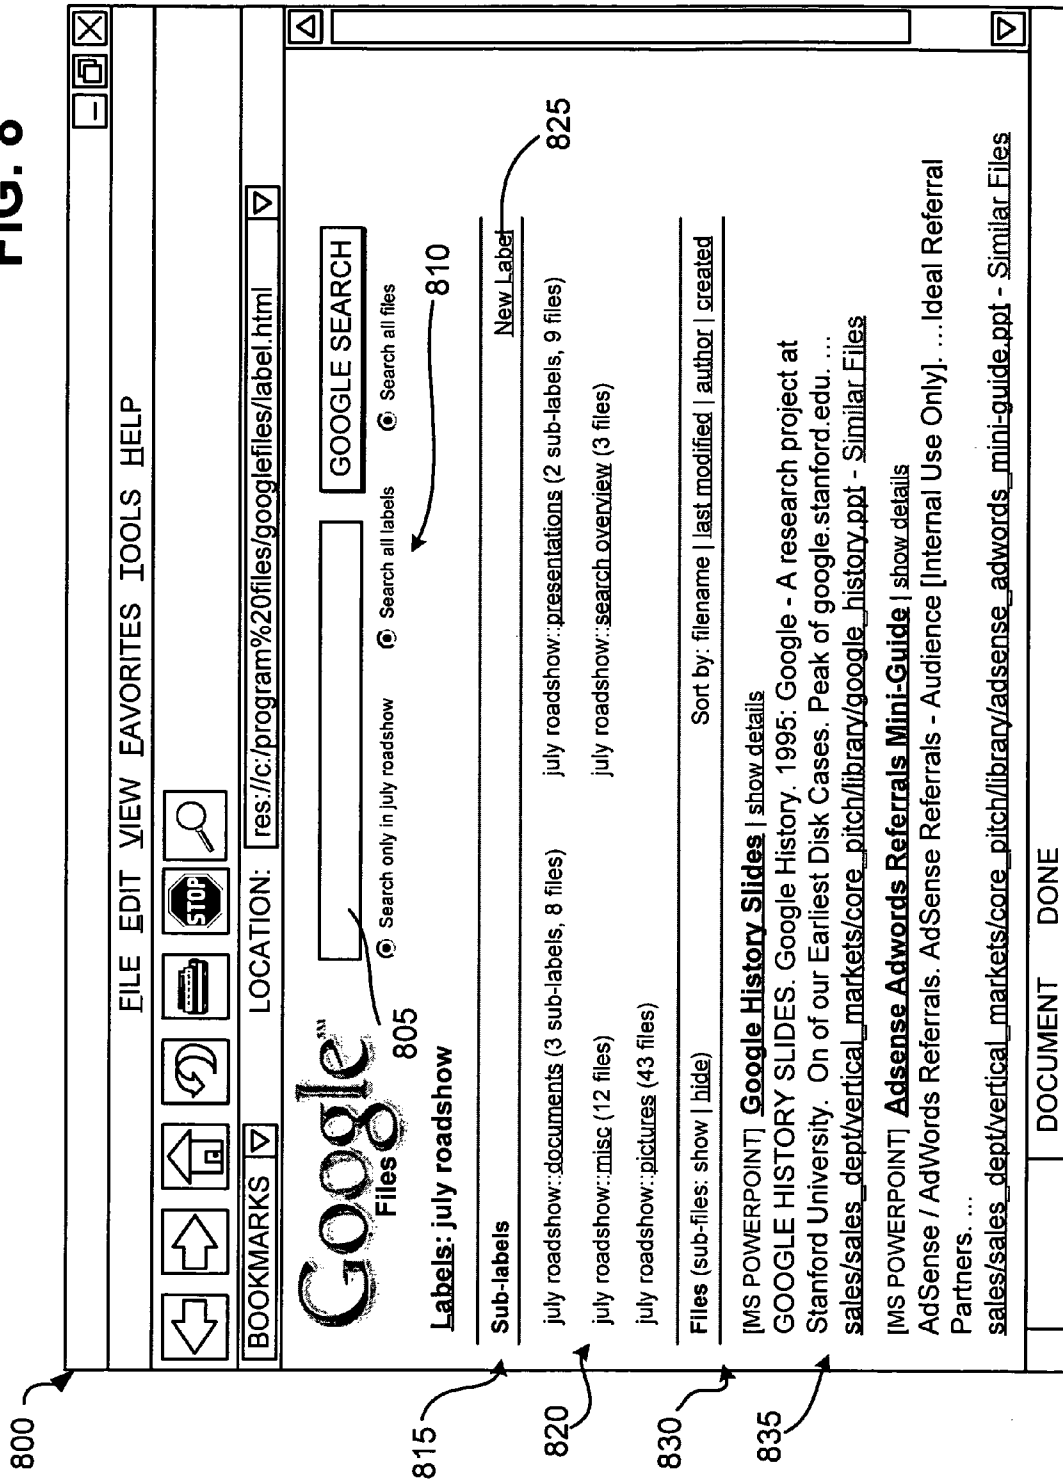 FIG. 8
800
FILE EDIT VIEW FAVORITES TOOLS HELP
STOP
BOOKMARKS LOCATION: res://c:/program%20files/googlefiles/label.html
Google℠
Files
GOOGLE SEARCH
805
Search only in july roadshow Search all labels Search all files
810
Labels: july roadshow
815
Sub-labels New Label
825
820
july roadshow::documents (3 sub-labels, 8 files) july roadshow::presentations (2 sub-labels, 9 files)
july roadshow::misc (12 files) july roadshow::search overview (3 files)
july roadshow::pictures (43 files)
830
Files (sub-files: show | hide) Sort by: filename | last modified | author | created
835
[MS POWERPOINT] Google History Slides | show details
GOOGLE HISTORY SLIDES. Google History. 1995: Google - A research project at
Stanford University. On of our Earliest Disk Cases. Peak of google.stanford.edu. ...
sales/sales_dept/vertical_markets/core_pitch/library/google_history.ppt - Similar Files
[MS POWERPOINT] Adsense Adwords Referrals Mini-Guide | show details
AdSense / AdWords Referrals. AdSense Referrals - Audience [Internal Use Only]. ...Ideal Referral
Partners. ...
sales/sales_dept/vertical_markets/core_pitch/library/adsense_adwords_mini-guide.ppt - Similar Files
DOCUMENT DONE